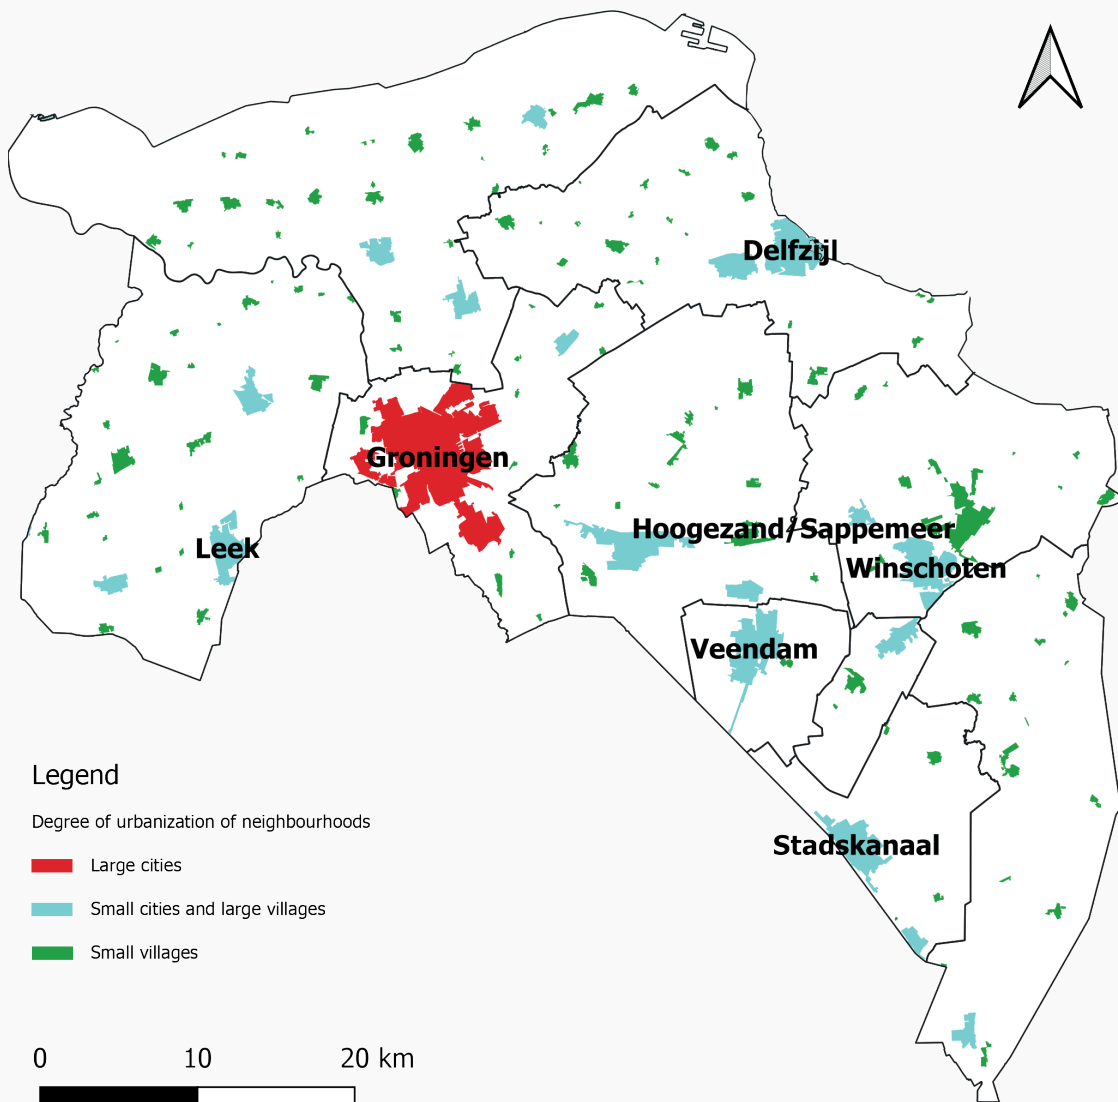 Delfzijl
Groningen
Hoogezand/Sappemeer
Leek
Winschoten
Veendam
Stadskanaal
Legend
Degree of urbanization of neighbourhoods
Large cities
Small cities and large villages
Small villages
0 10 20 km